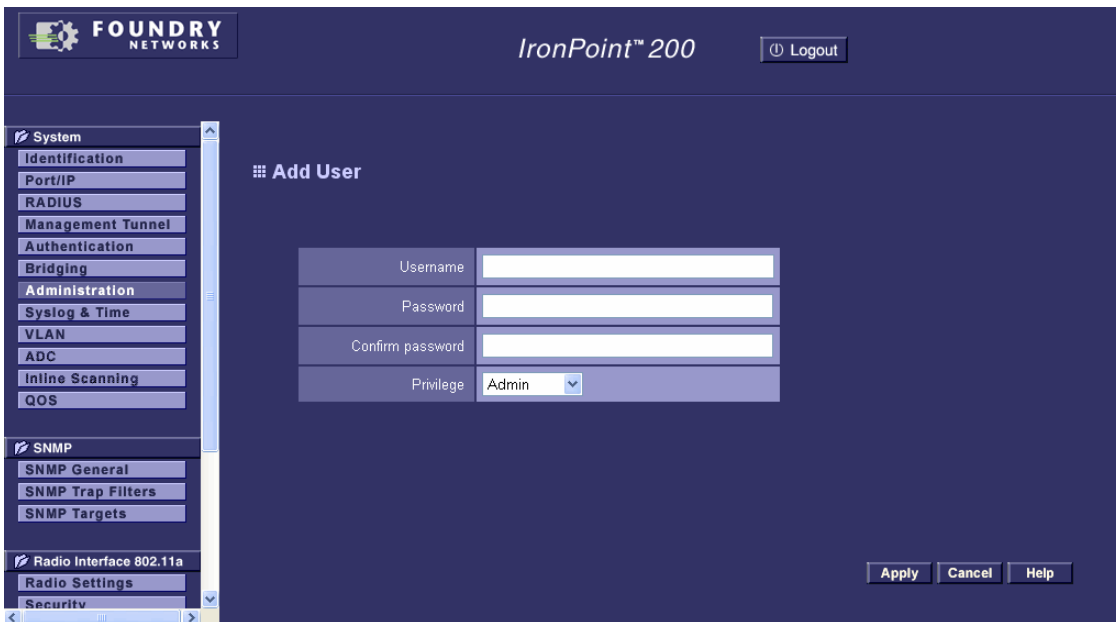 FOUNDRY
NETWORKS
IronPoint™ 200
Logout
System
Identification
Port/IP
RADIUS
Management Tunnel
Authentication
Bridging
Administration
Syslog & Time
VLAN
ADC
Inline Scanning
QOS
SNMP
SNMP General
SNMP Trap Filters
SNMP Targets
Radio Interface 802.11a
Radio Settings
Security
Add User
Username
Password
Confirm password
Privilege Admin
Apply Cancel Help